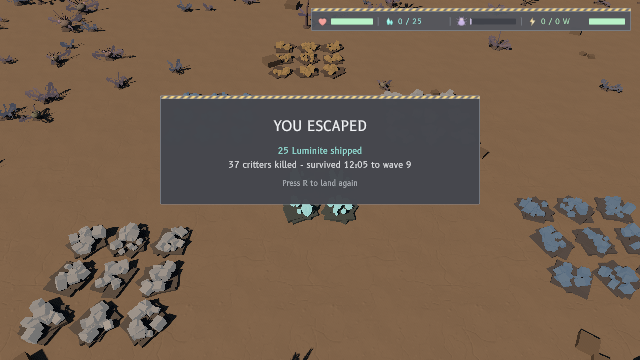 0 / 25
0 / 0 W
YOU ESCAPED
25 Luminite shipped
37 critters killed - survived 12:05 to wave 9
Press R to land again